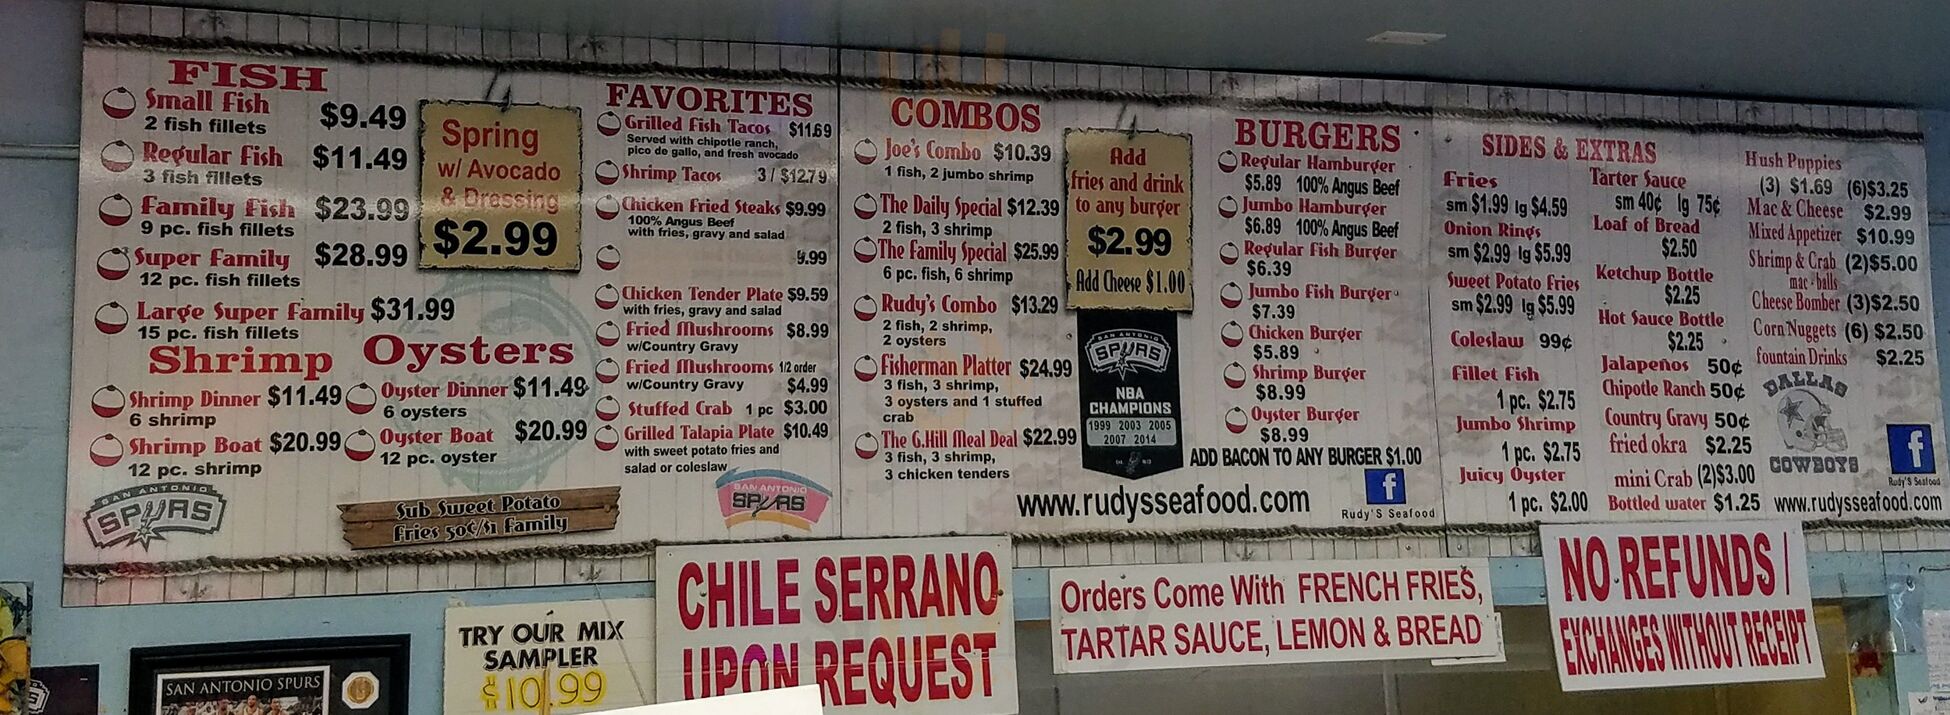 FISH
Small Fish $9.49
2 fish fillets
Regular Fish $11.49
3 fish fillets
Family Fish $23.99
9 pc. fish fillets
Super Family $28.99
12 pc. fish fillets
Large Super Family $31.99
15 pc. fish fillets
Spring
w/ Avocado
& Dressing
$2.99
Shrimp
Shrimp Dinner $11.49
6 shrimp
Shrimp Boat $20.99
12 pc. shrimp
Oysters
Oyster Dinner $11.49
6 oysters
Oyster Boat $20.99
12 pc. oyster
SAN ANTONIO
SPURS
Sub Sweet Potato
Fries 50¢/$1 Family
FAVORITES
Grilled Fish Tacos $11.69
Served with chipotle ranch,
pico de gallo, and fresh avocado
Shrimp Tacos 3 / $12.79
Chicken Fried Steaks $9.99
100% Angus Beef
with fries, gravy and salad
9.99
Chicken Tender Plate $9.59
with fries, gravy and salad
Fried Mushrooms $8.99
w/Country Gravy
Fried Mushrooms 1/2 order
w/Country Gravy $4.99
Stuffed Crab 1 pc $3.00
Grilled Talapia Plate $10.49
with sweet potato fries and
salad or coleslaw
SAN ANTONIO
SPURS
COMBOS
Joe's Combo $10.39
1 fish, 2 jumbo shrimp
The Daily Special $12.39
2 fish, 3 shrimp
The Family Special $25.99
6 pc. fish, 6 shrimp
Rudy's Combo $13.29
2 fish, 2 shrimp,
2 oysters
Fisherman Platter $24.99
3 fish, 3 shrimp,
3 oysters and 1 stuffed
crab
The G.Hill Meal Deal $22.99
3 fish, 3 shrimp,
3 chicken tenders
Add
fries and drink
to any burger
$2.99
Add Cheese $1.00
SAN ANTONIO
SPURS
NBA
CHAMPIONS
1999 2003 2005
2007 2014
BURGERS
Regular Hamburger
$5.89 100% Angus Beef
Jumbo Hamburger
$6.89 100% Angus Beef
Regular Fish Burger
$6.39
Jumbo Fish Burger
$7.39
Chicken Burger
$5.89
Shrimp Burger
$8.99
Oyster Burger
$8.99
ADD BACON TO ANY BURGER $1.00
www.rudysseafood.com
f
Rudy'S Seafood
SIDES & EXTRAS
Fries
sm $1.99 lg $4.59
Onion Rings
sm $2.99 lg $5.99
Sweet Potato Fries
sm $2.99 lg $5.99
Coleslaw 99¢
Fillet Fish
1 pc. $2.75
Jumbo Shrimp
1 pc. $2.75
Juicy Oyster
1 pc. $2.00
Tarter Sauce
sm 40¢ lg 75¢
Loaf of Bread
$2.50
Ketchup Bottle
$2.25
Hot Sauce Bottle
$2.25
Jalapeños 50¢
Chipotle Ranch 50¢
Country Gravy 50¢
fried okra $2.25
mini Crab (2)$3.00
Bottled water $1.25
Hush Puppies
(3) $1.69 (6)$3.25
Mac & Cheese $2.99
Mixed Appetizer $10.99
Shrimp & Crab (2)$5.00
mac - balls
Cheese Bomber (3)$2.50
Corn Nuggets (6) $2.50
fountain Drinks $2.25
DALLAS
COWBOYS
f
Rudy'S Seafood
www.rudysseafood.com
SAN ANTONIO SPURS
TRY OUR MIX
SAMPLER
$10.99
CHILE SERRANO
UPON REQUEST
Orders Come With FRENCH FRIES,
TARTAR SAUCE, LEMON & BREAD
NO REFUNDS /
EXCHANGES WITHOUT RECEIPT